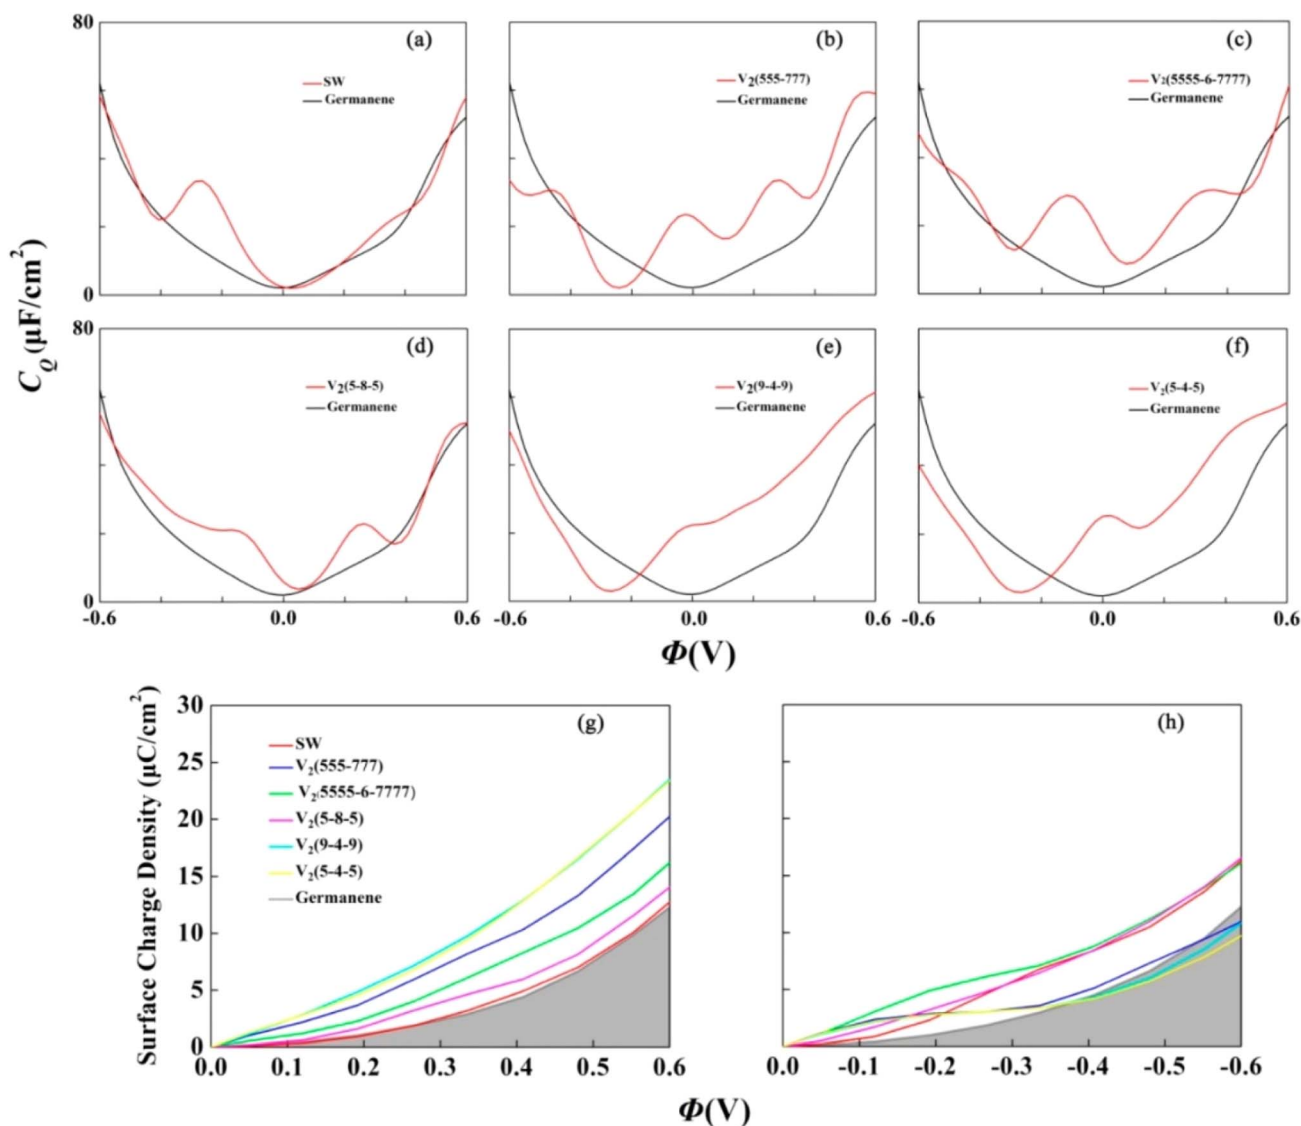 80
(a)
SW
Germanene
0
(b)
V2(555-777)
Germanene
(c)
V2(5555-6-7777)
Germanene
CQ (μF/cm2)
80
(d)
V2(5-8-5)
Germanene
0
-0.6 0.0 0.6
(e)
V2(9-4-9)
Germanene
-0.6 0.0 0.6
(f)
V2(5-4-5)
Germanene
-0.6 0.0 0.6
Φ(V)
Surface Charge Density (μC/cm2)
30
25
20
15
10
5
0
(g)
SW
V2(555-777)
V2(5555-6-7777)
V2(5-8-5)
V2(9-4-9)
V2(5-4-5)
Germanene
0.0 0.1 0.2 0.3 0.4 0.5 0.6
(h)
0.0 -0.1 -0.2 -0.3 -0.4 -0.5 -0.6
Φ(V)